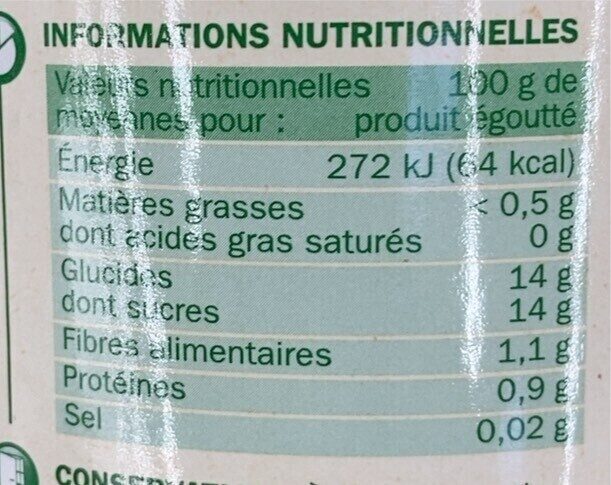 INFORMATIONS NUTRITIONNELLES
Valeurs nutritionnelles 100 g de
moyennes pour : produit égoutté
Énergie 272 kJ (64 kcal)
Matières grasses < 0,5 g
dont acides gras saturés 0 g
Glucides 14 g
dont sucres 14 g
Fibres alimentaires 1,1 g
Protéines 0,9 g
Sel 0,02 g